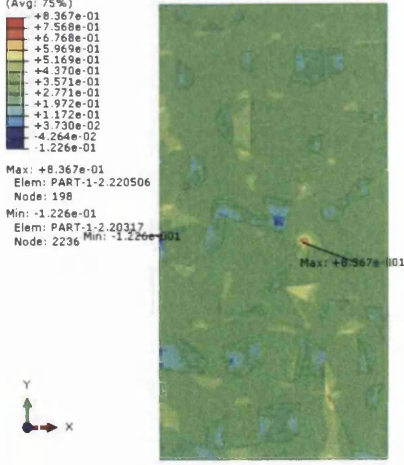 (Avg: 75%)
+8.367e-01
+7.568e-01
+6.768e-01
+5.969e-01
+5.169e-01
+4.370e-01
+3.571e-01
+2.771e-01
+1.972e-01
+1.172e-01
+3.730e-02
-4.264e-02
-1.226e-01
Max: +8.367e-01
Elem: PART-1-2.220506
Node: 198
Min: -1.226e-01
Elem: PART-1-2.20317
Node: 2236
Min: -1.226e-001
Max: +8.367e-001
Y
X